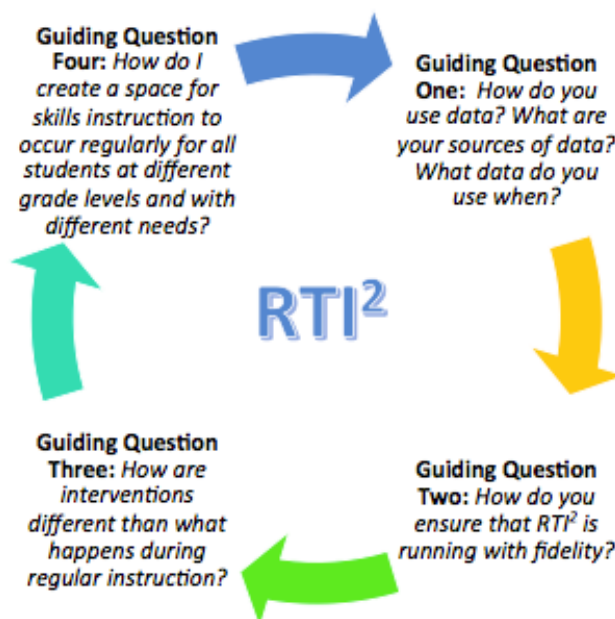 Guiding Question
Four: How do I
create a space for
skills instruction to
occur regularly for all
students at different
grade levels and with
different needs?
Guiding Question
One: How do you
use data? What are
your sources of data?
What data do you
use when?
RTI²
Guiding Question
Three: How are
interventions
different than what
happens during
regular instruction?
Guiding Question
Two: How do you
ensure that RTI² is
running with fidelity?